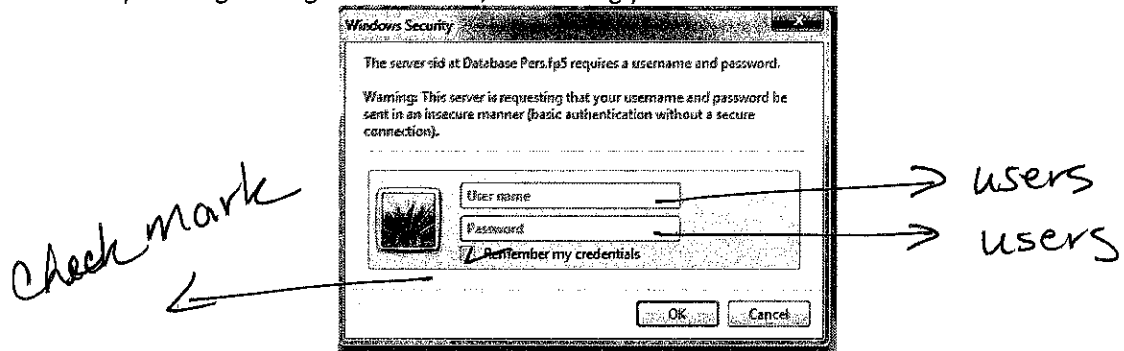 Windows Security
The server sid at Database Pers.fp5 requires a username and password.
Warning: This server is requesting that your username and password be
sent in an insecure manner (basic authentication without a secure
connection).
User name
users
Password
users
Remember my credentials
check mark
OK Cancel